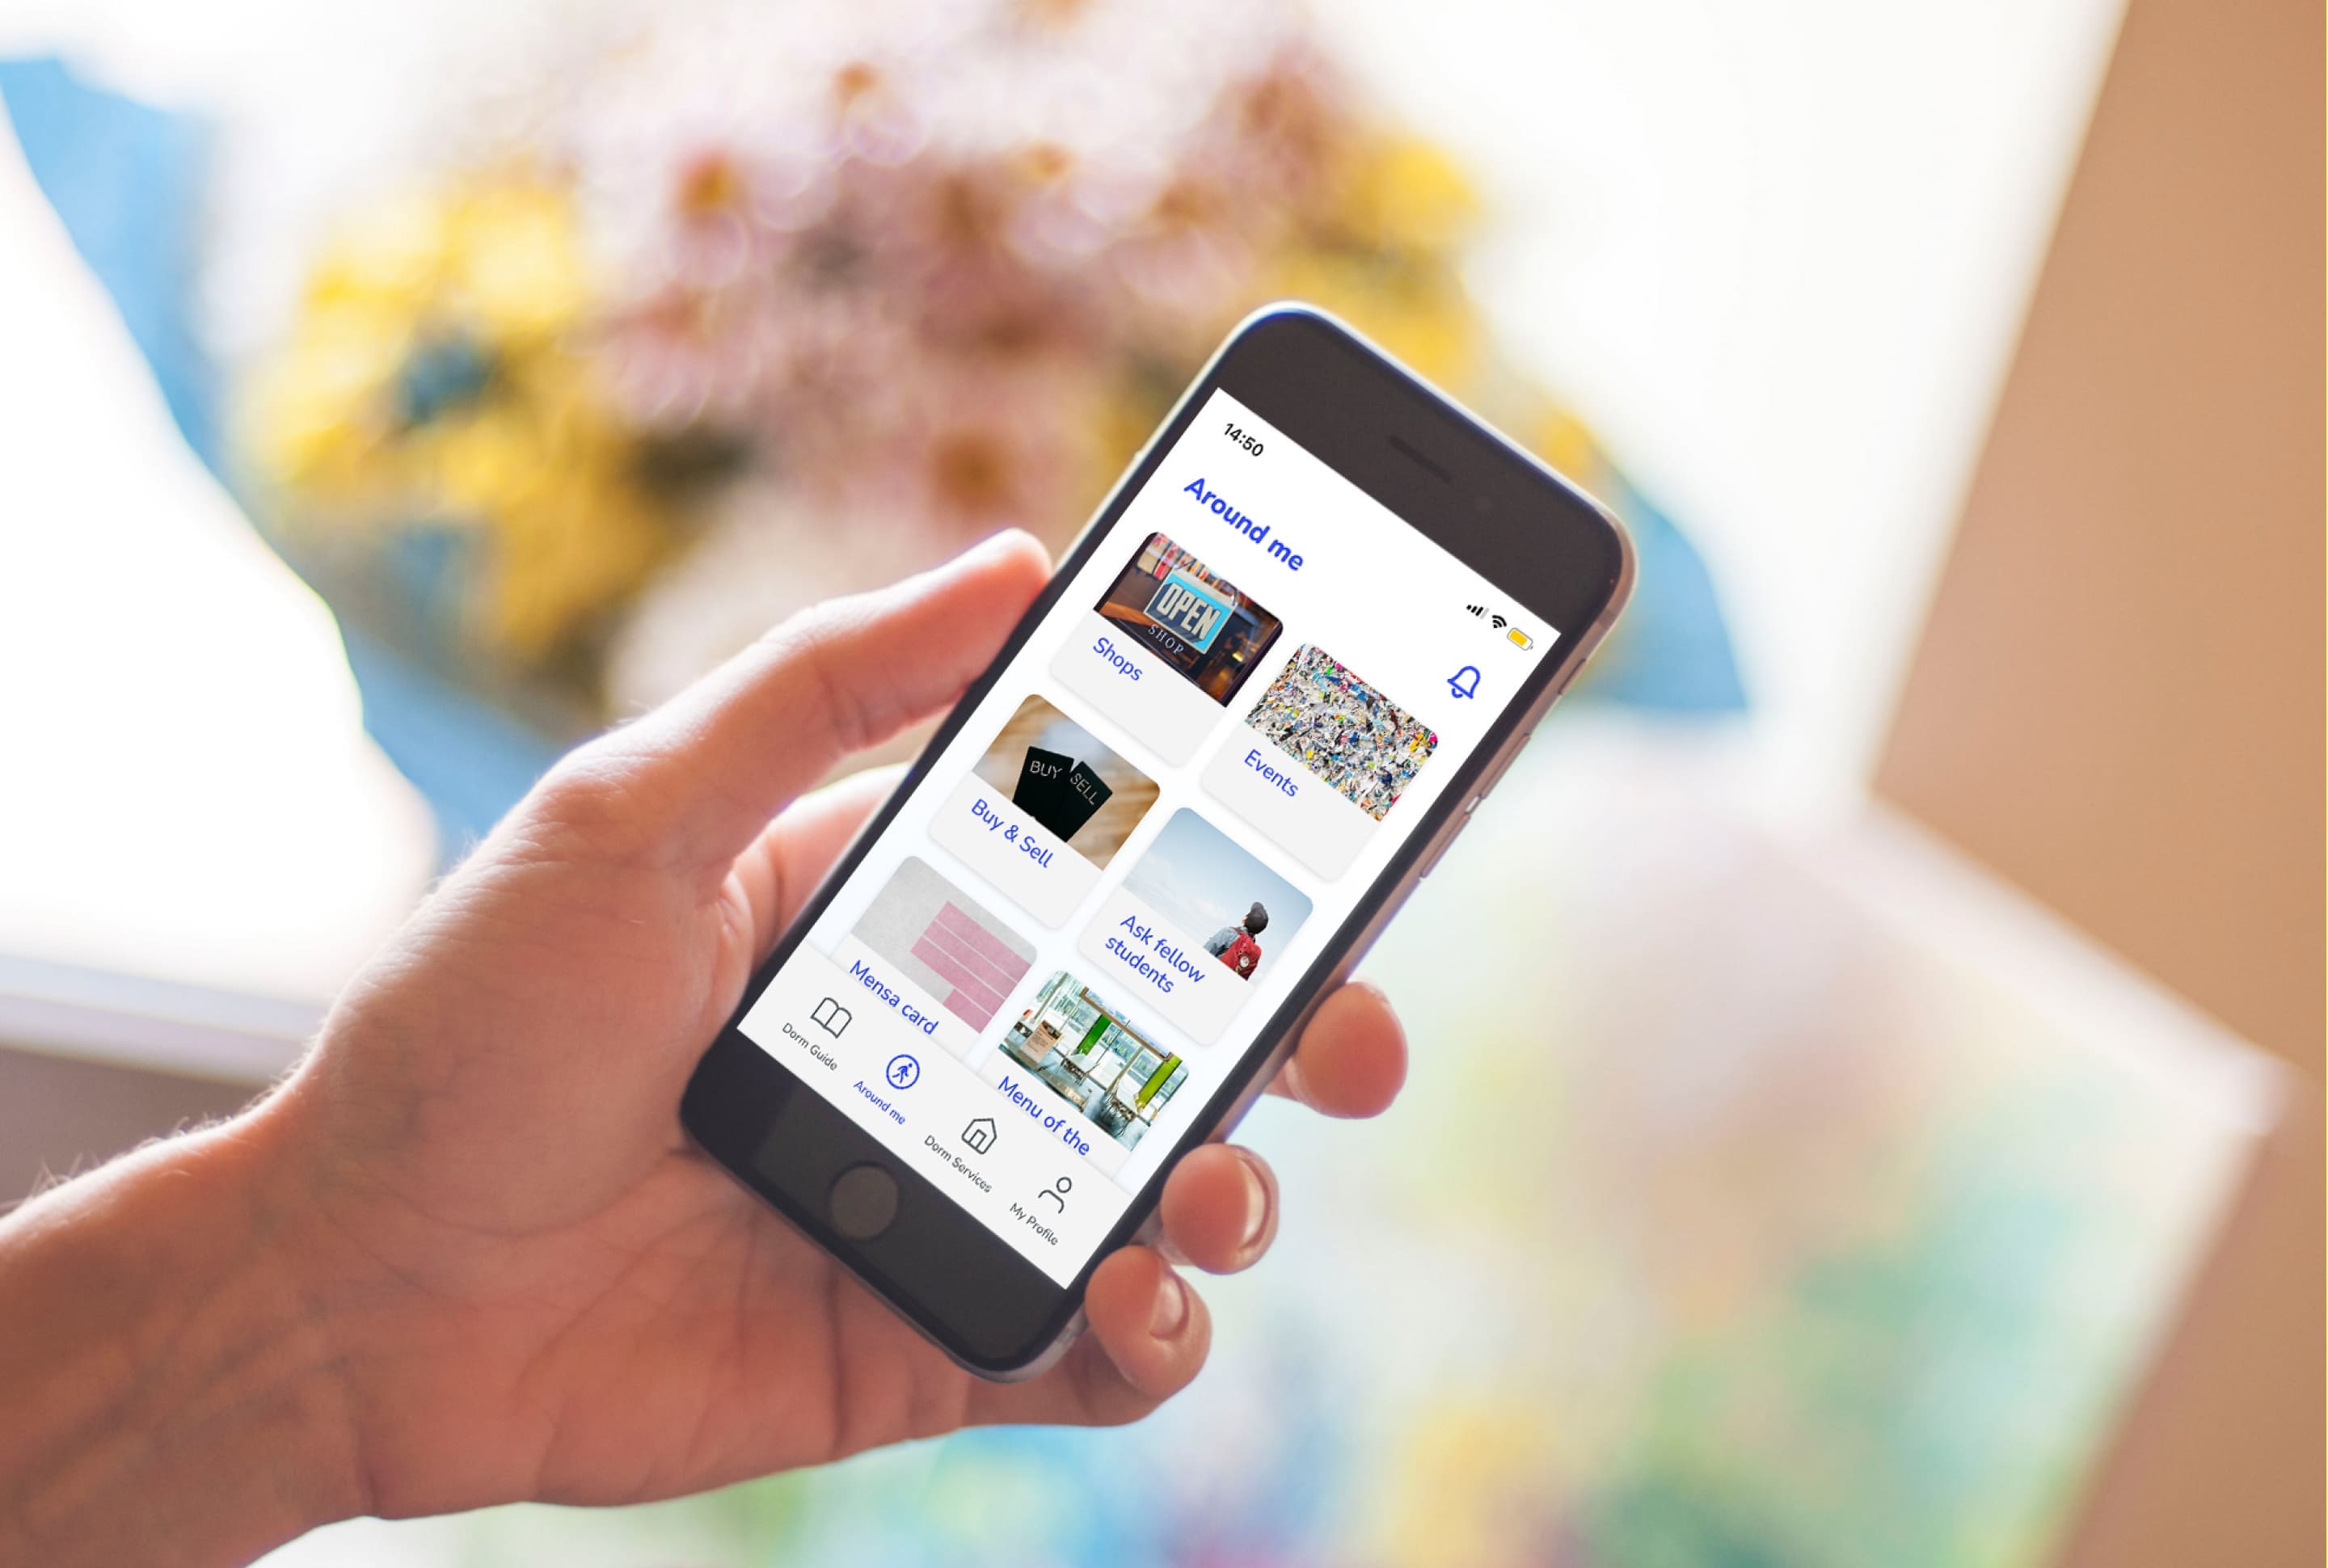 14:50
Around me
OPEN
SHOP
Shops
Events
BUY
SELL
Buy & Sell
Ask fellow
students
Mensa card
Menu of the
Dorm Guide
Around me
Dorm Services
My Profile